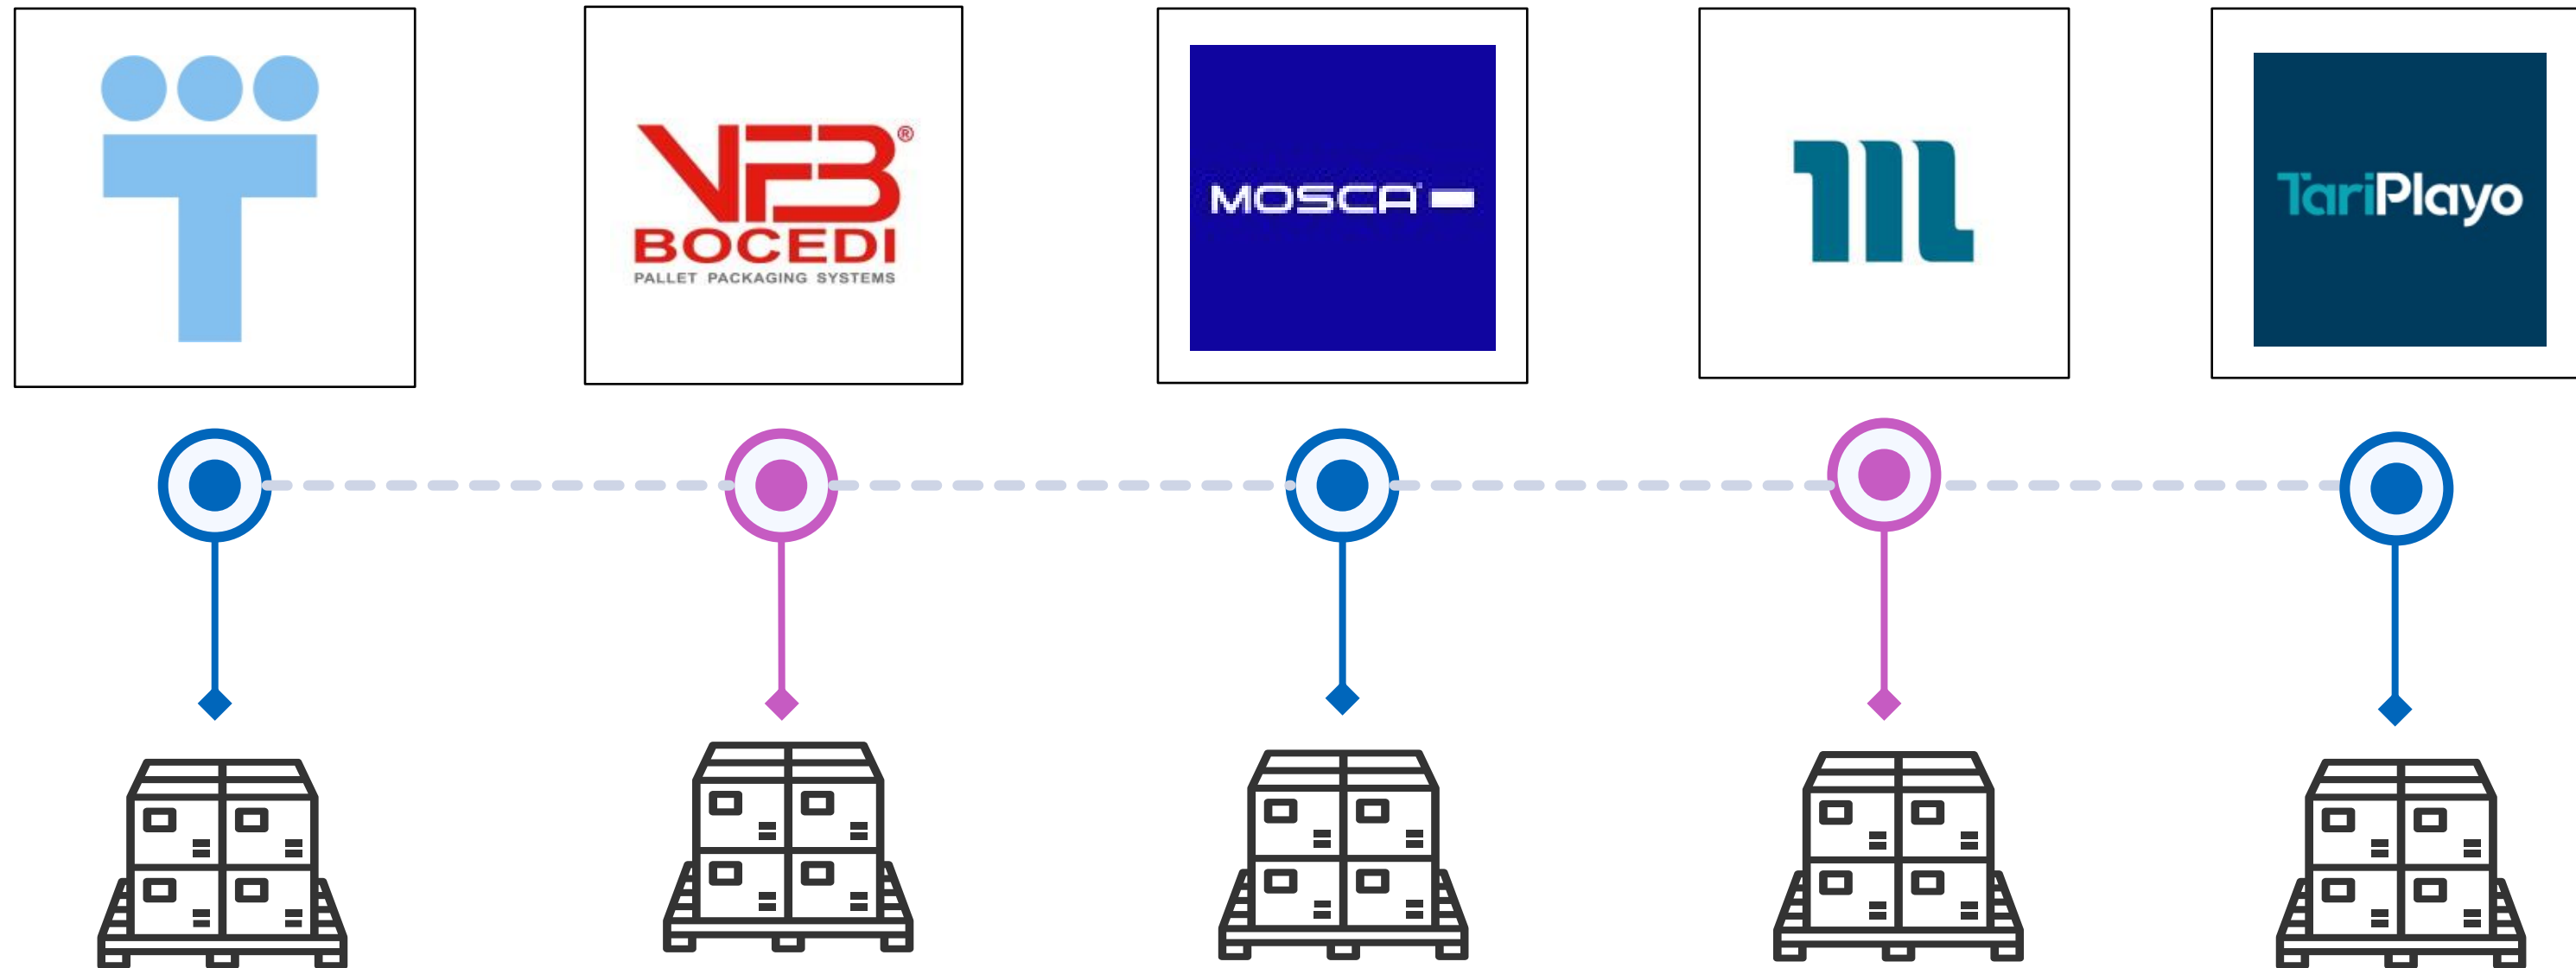 VFB®
BOCEDI
PALLET PACKAGING SYSTEMS
MOSCA
m
TariPlayo